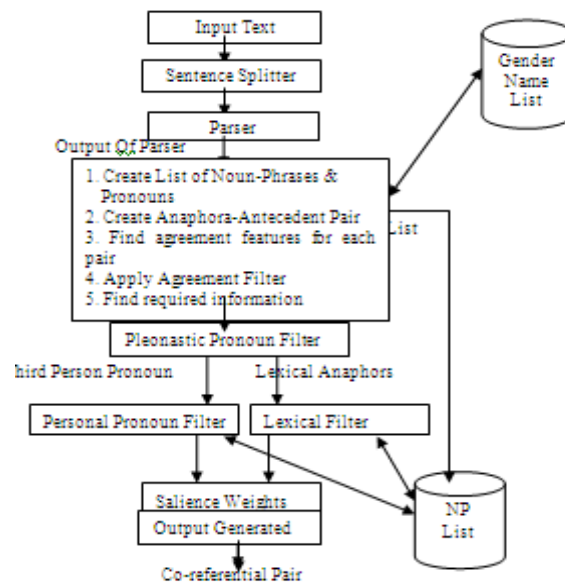 Input Text
Sentence Splitter
Parser
Output Of Parser
Gender
Name
List
1. Create List of Noun-Phrases &
Pronouns
2. Create Anaphora-Antecedent Pair
3. Find agreement features for each
pair
4. Apply Agreement Filter
5. Find required information
List
Pleonastic Pronoun Filter
hird Person Pronoun
Lexical Anaphors
Personal Pronoun Filter
Lexical Filter
Salience Weights
Output Generated
NP
List
Co-referential Pair